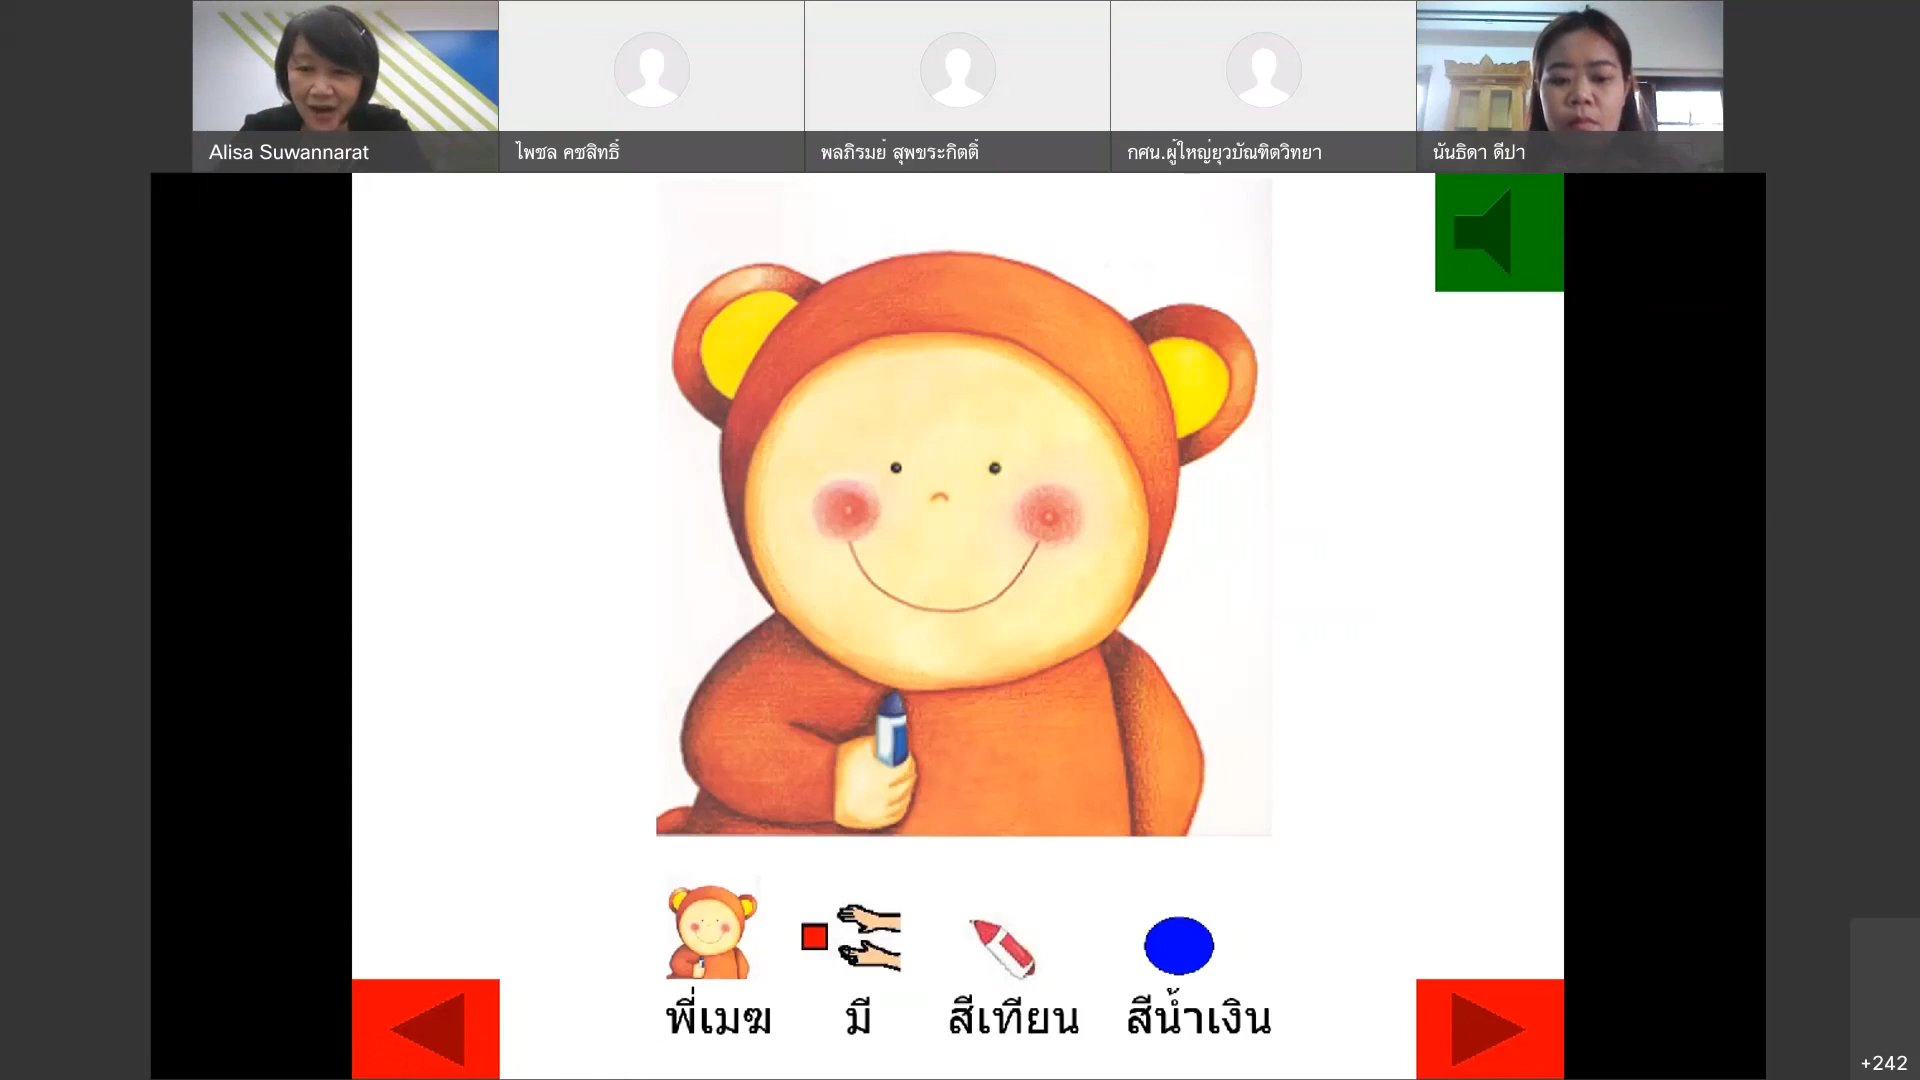 Alisa Suwannarat
ไพชล คชสิทธิ์
พลภิรมย์ สุพขระกิตติ์
กศน.ผู้ใหญ่ยุวบัณฑิตวิทยา
นันธิดา ดีปา
พี่เมฆ มี สีเทียน สีน้ำเงิน
+242